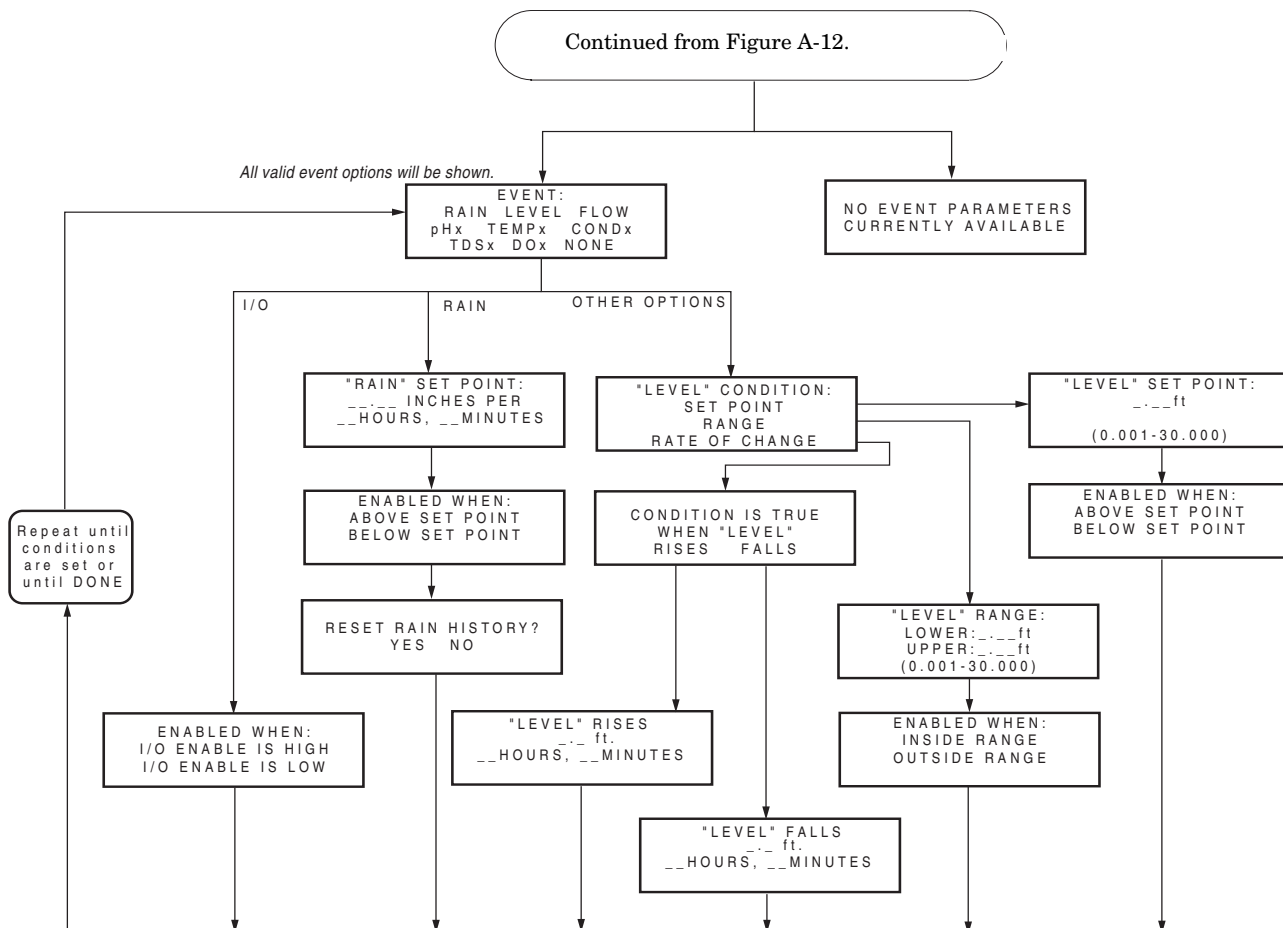 Continued from Figure A-12.
All valid event options will be shown.
EVENT:
RAIN LEVEL FLOW
pHx TEMPx CONDx
TDSx DOx NONE
NO EVENT PARAMETERS
CURRENTLY AVAILABLE
I/O
RAIN
OTHER OPTIONS
"RAIN" SET POINT:
__.__ INCHES PER
__HOURS, __MINUTES
"LEVEL" CONDITION:
SET POINT
RANGE
RATE OF CHANGE
"LEVEL" SET POINT:
_.__ft
(0.001-30.000)
ENABLED WHEN:
ABOVE SET POINT
BELOW SET POINT
CONDITION IS TRUE
WHEN "LEVEL"
RISES FALLS
ENABLED WHEN:
ABOVE SET POINT
BELOW SET POINT
Repeat until
conditions
are set or
until DONE
RESET RAIN HISTORY?
YES NO
"LEVEL" RANGE:
LOWER:_.__ft
UPPER:_.__ft
(0.001-30.000)
ENABLED WHEN:
I/O ENABLE IS HIGH
I/O ENABLE IS LOW
"LEVEL" RISES
_._ ft.
__HOURS, __MINUTES
ENABLED WHEN:
INSIDE RANGE
OUTSIDE RANGE
"LEVEL" FALLS
_._ ft.
__HOURS, __MINUTES